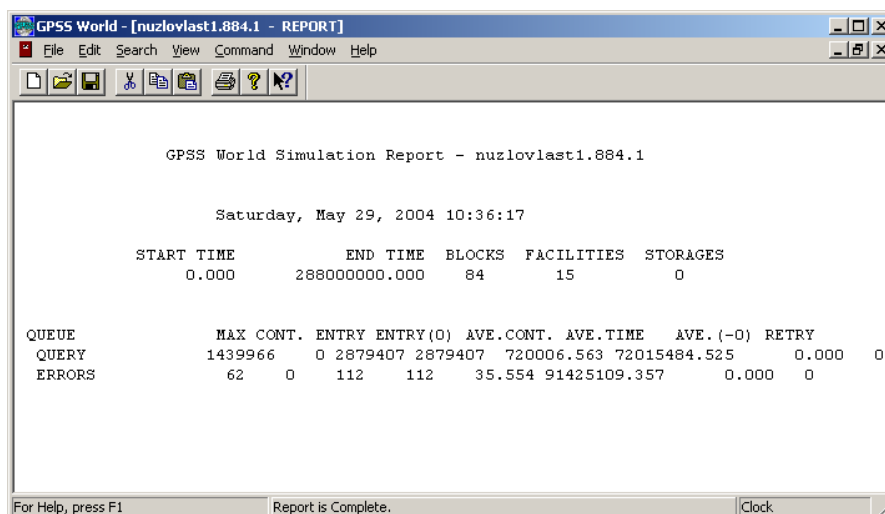 GPSS World - [nuzlovlast1.884.1 - REPORT]
File Edit Search View Command Window Help
GPSS World Simulation Report - nuzlovlast1.884.1
Saturday, May 29, 2004 10:36:17
START TIME END TIME BLOCKS FACILITIES STORAGES
0.000 288000000.000 84 15 0
QUEUE MAX CONT. ENTRY ENTRY(0) AVE.CONT. AVE.TIME AVE.(-0) RETRY
QUERY 1439966 0 2879407 2879407 720006.563 72015484.525 0.000 0
ERRORS 62 0 112 112 35.554 91425109.357 0.000 0
For Help, press F1 Report is Complete. Clock